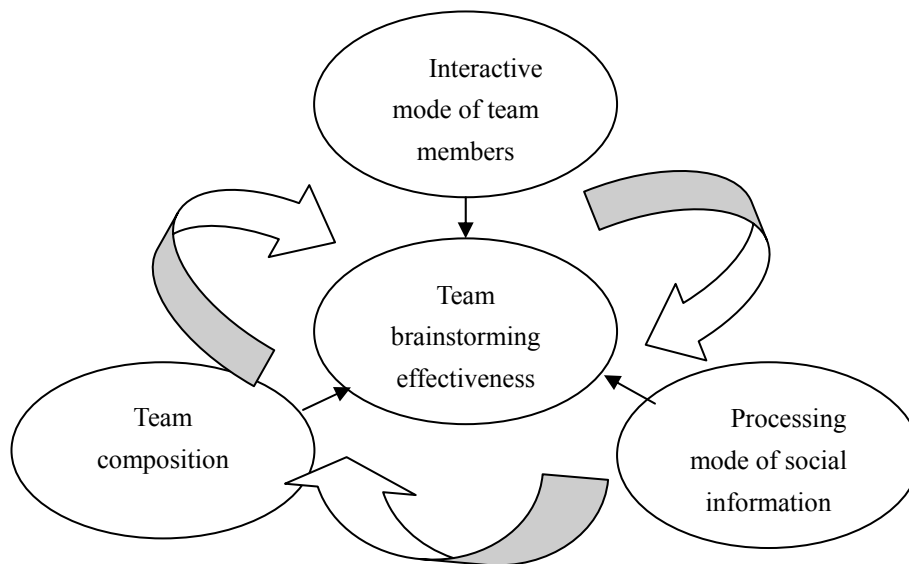 Interactive
mode of team
members
Team
brainstorming
effectiveness
Team
composition
Processing
mode of social
information